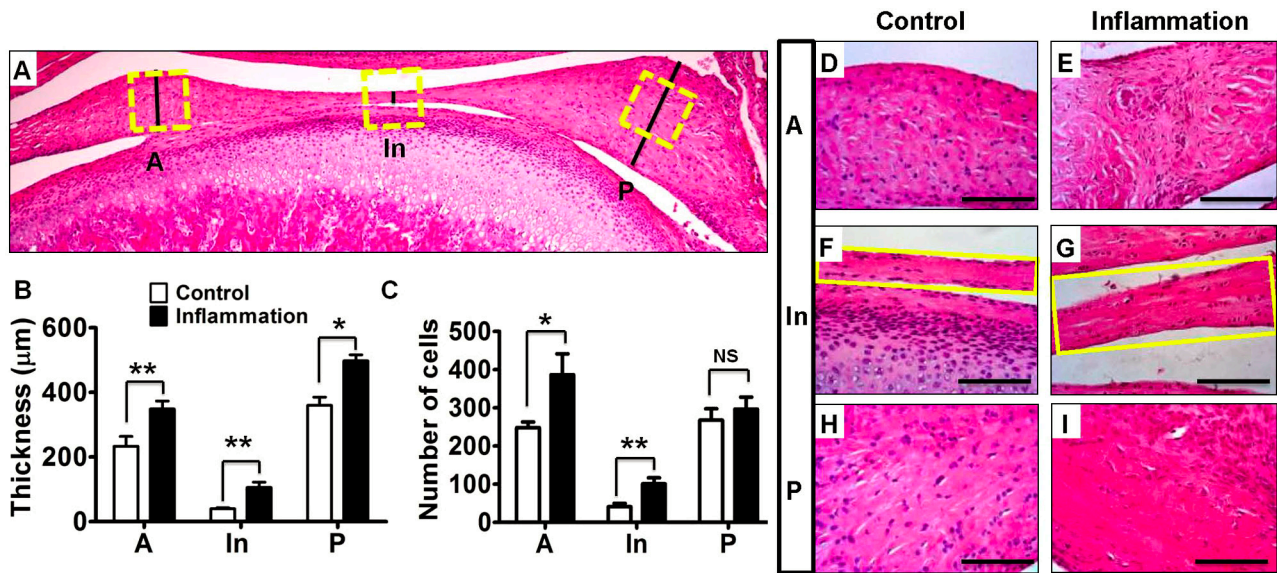 Control Inflammation
A
A
In
P
B
Control
Inflammation
Thickness (μm)
600
400
200
0
**
**
*
A In P
C
Number of cells
500
400
300
200
100
0
*
**
NS
A In P
A
In
P
D
E
F
G
H
I